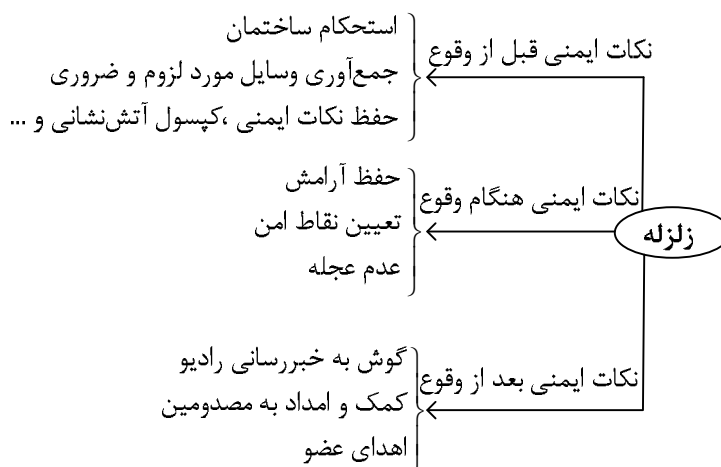 زلزله
نکات ایمنی قبل از وقوع
استحکام ساختمان
جمع‌آوری وسایل مورد لزوم و ضروری
حفظ نکات ایمنی ،کپسول آتش‌نشانی و ...
نکات ایمنی هنگام وقوع
حفظ آرامش
تعیین نقاط امن
عدم عجله
نکات ایمنی بعد از وقوع
گوش به خبررسانی رادیو
کمک و امداد به مصدومین
اهدای عضو